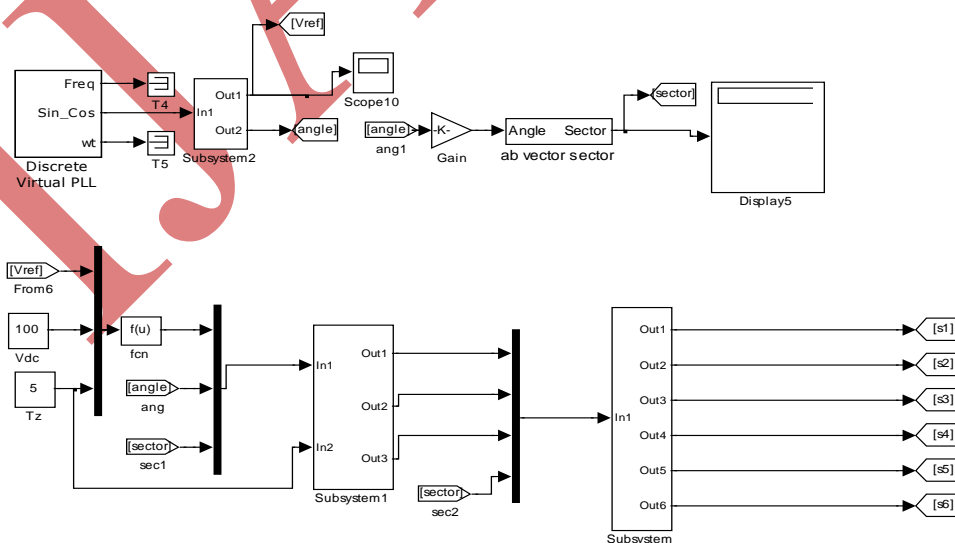 [Vref]
Freq
Sin_Cos
wt
Discrete
Virtual PLL
T4
T5
In1
Out1
Out2
Subsystem2
Scope10
[angle]
[angle]
ang1
-K-
Gain
Angle Sector
ab vector sector
[sector]
Display5
[Vref]
From6
100
Vdc
5
Tz
f(u)
fcn
[angle]
ang
[sector]
sec1
In1
In2
Out1
Out2
Out3
Subsystem1
[sector]
sec2
In1
Out1
Out2
Out3
Out4
Out5
Out6
Subsystem
[s1]
[s2]
[s3]
[s4]
[s5]
[s6]